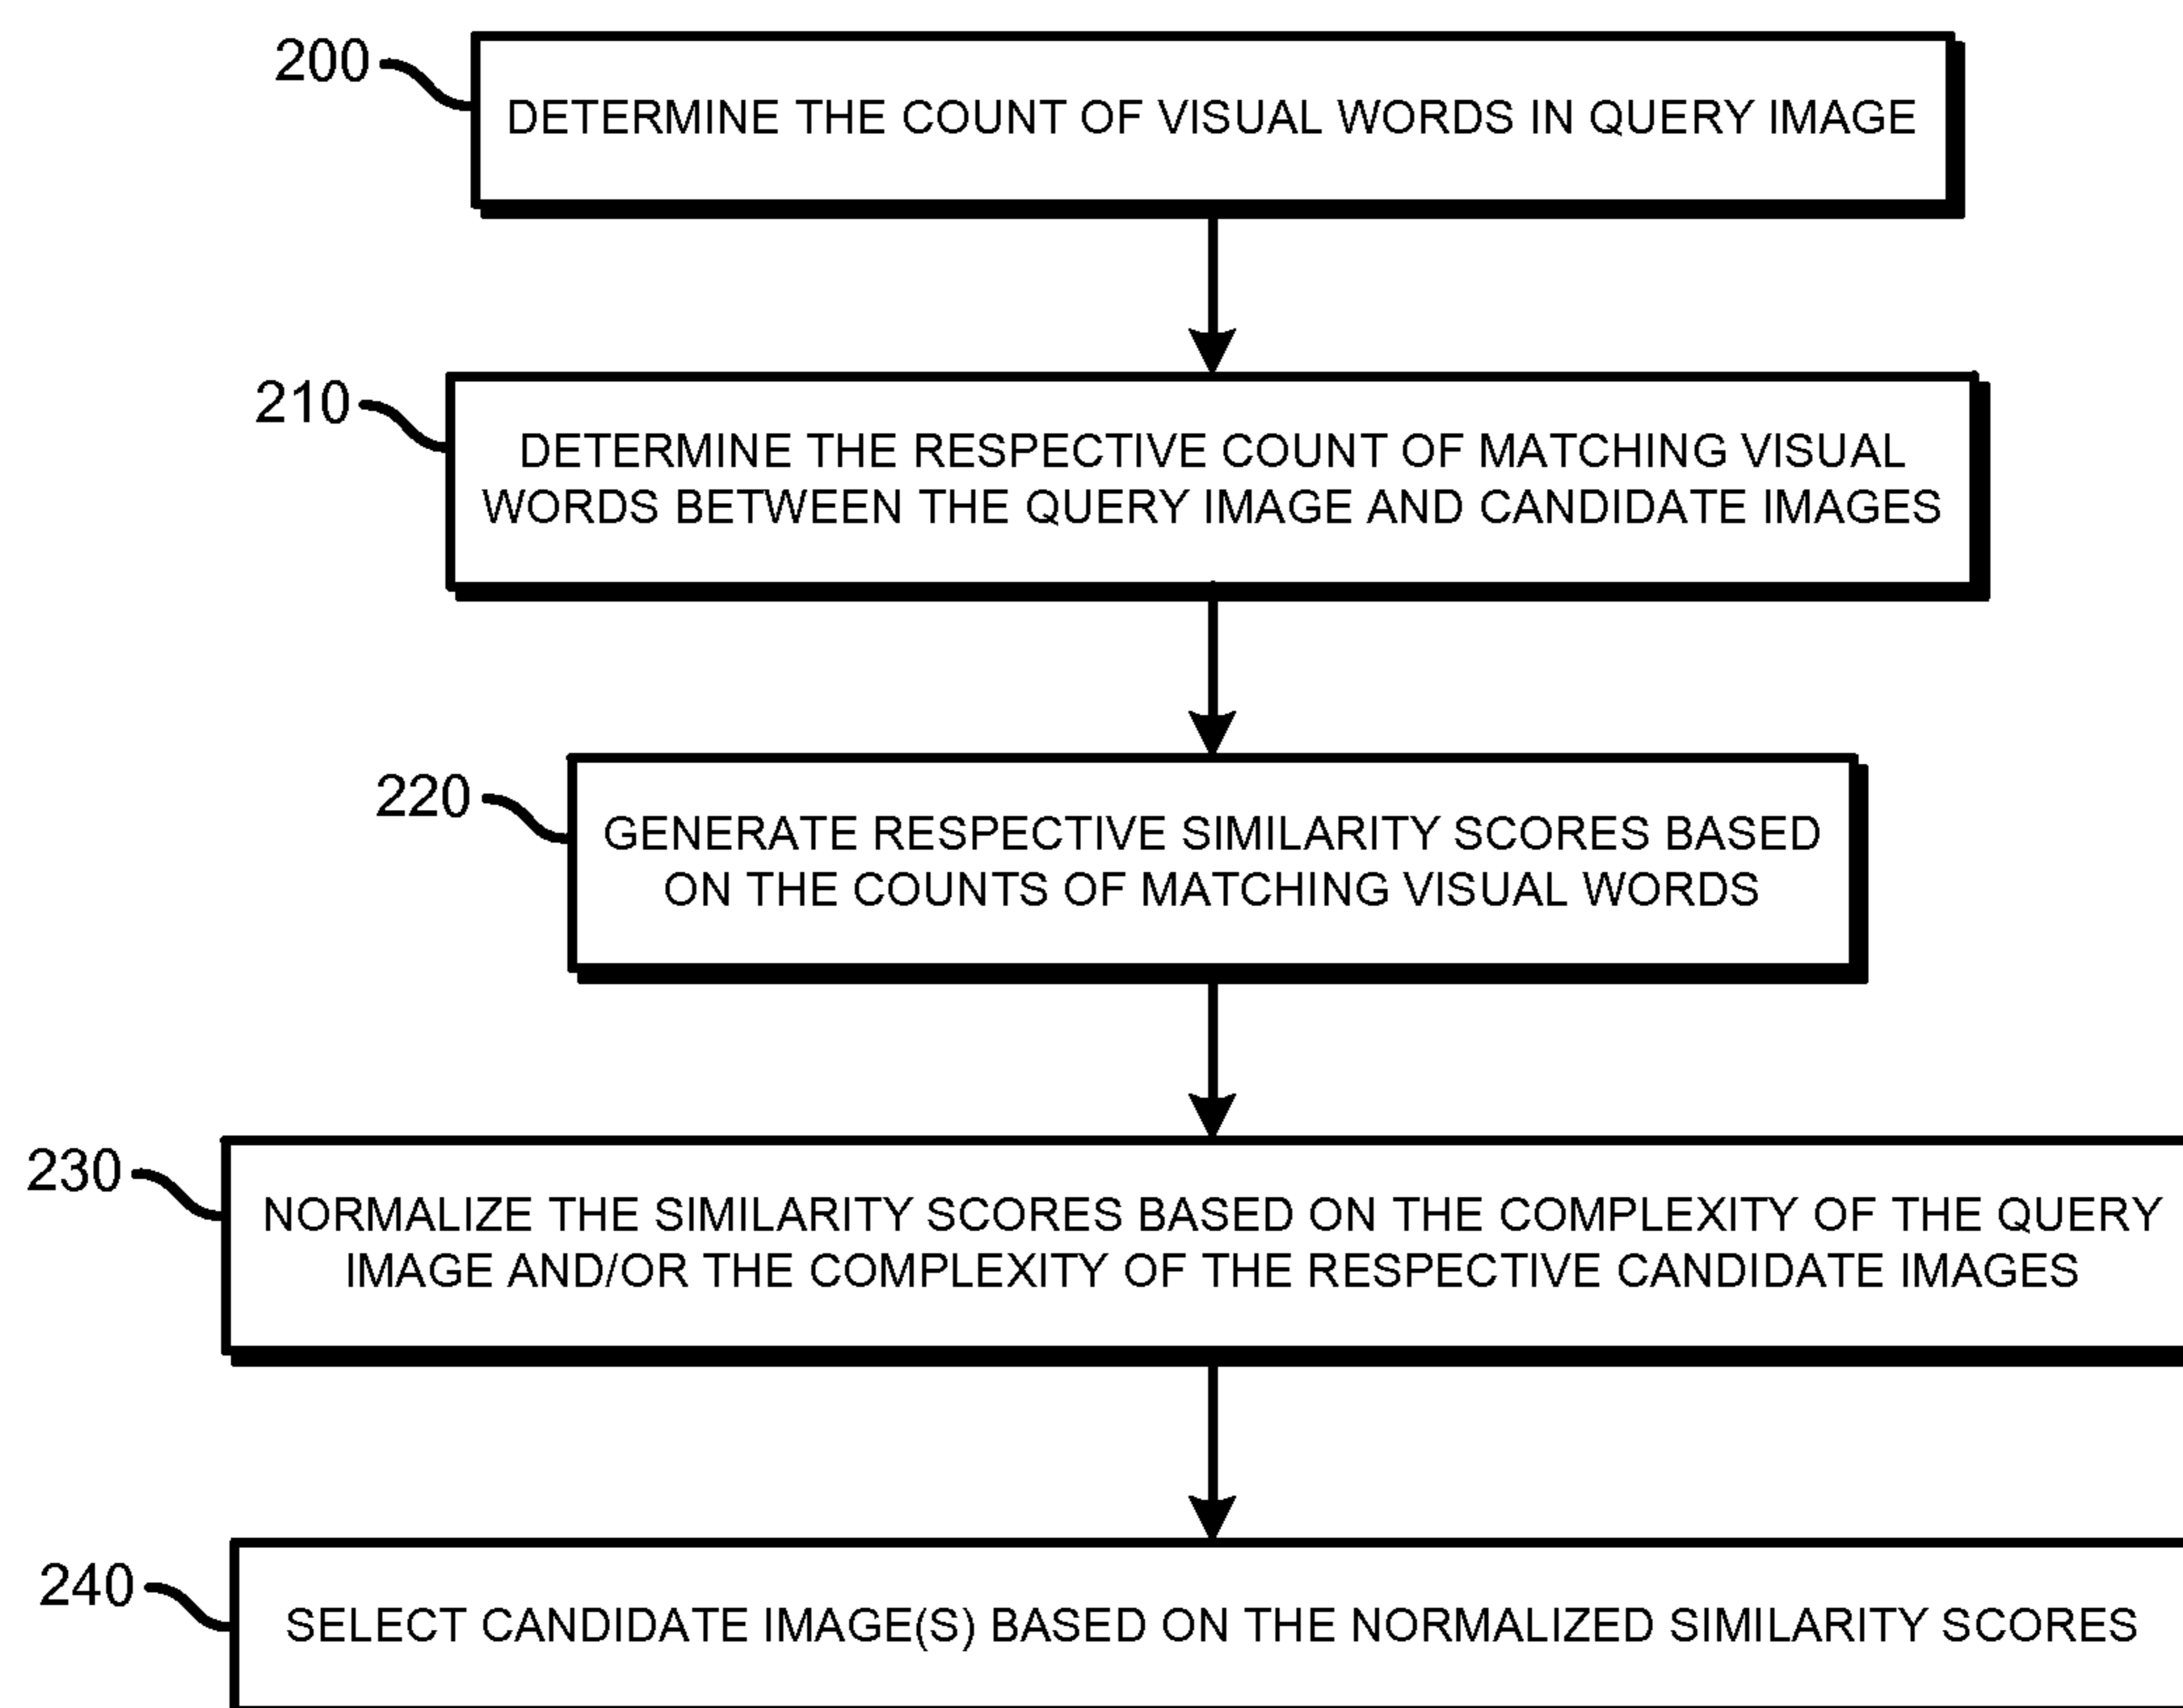 200
DETERMINE THE COUNT OF VISUAL WORDS IN QUERY IMAGE
210
DETERMINE THE RESPECTIVE COUNT OF MATCHING VISUAL
WORDS BETWEEN THE QUERY IMAGE AND CANDIDATE IMAGES
220
GENERATE RESPECTIVE SIMILARITY SCORES BASED
ON THE COUNTS OF MATCHING VISUAL WORDS
230
NORMALIZE THE SIMILARITY SCORES BASED ON THE COMPLEXITY OF THE QUERY
IMAGE AND/OR THE COMPLEXITY OF THE RESPECTIVE CANDIDATE IMAGES
240
SELECT CANDIDATE IMAGE(S) BASED ON THE NORMALIZED SIMILARITY SCORES